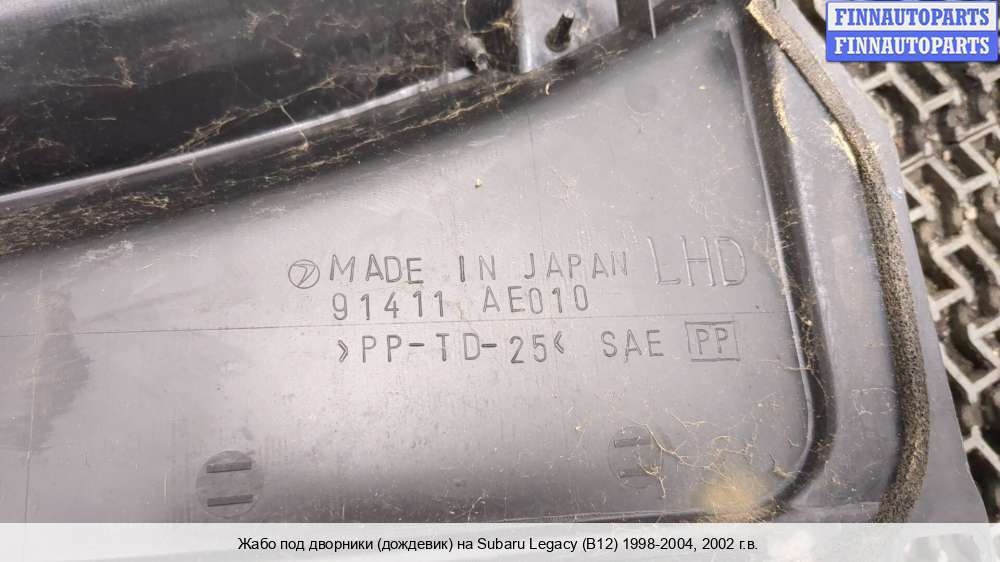 FINNAUTOPARTS
FINNAUTOPARTS
MADE IN JAPAN LHD
91411 AE010
>PP-TD-25< SAE PP
Жабо под дворники (дождевик) на Subaru Legacy (B12) 1998-2004, 2002 г.в.